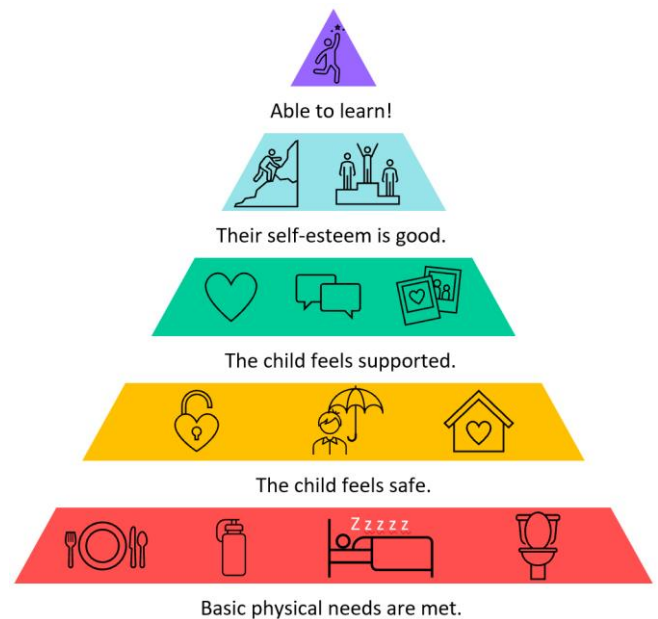 Able to learn!
Their self-esteem is good.
The child feels supported.
The child feels safe.
Z z z z z
Basic physical needs are met.